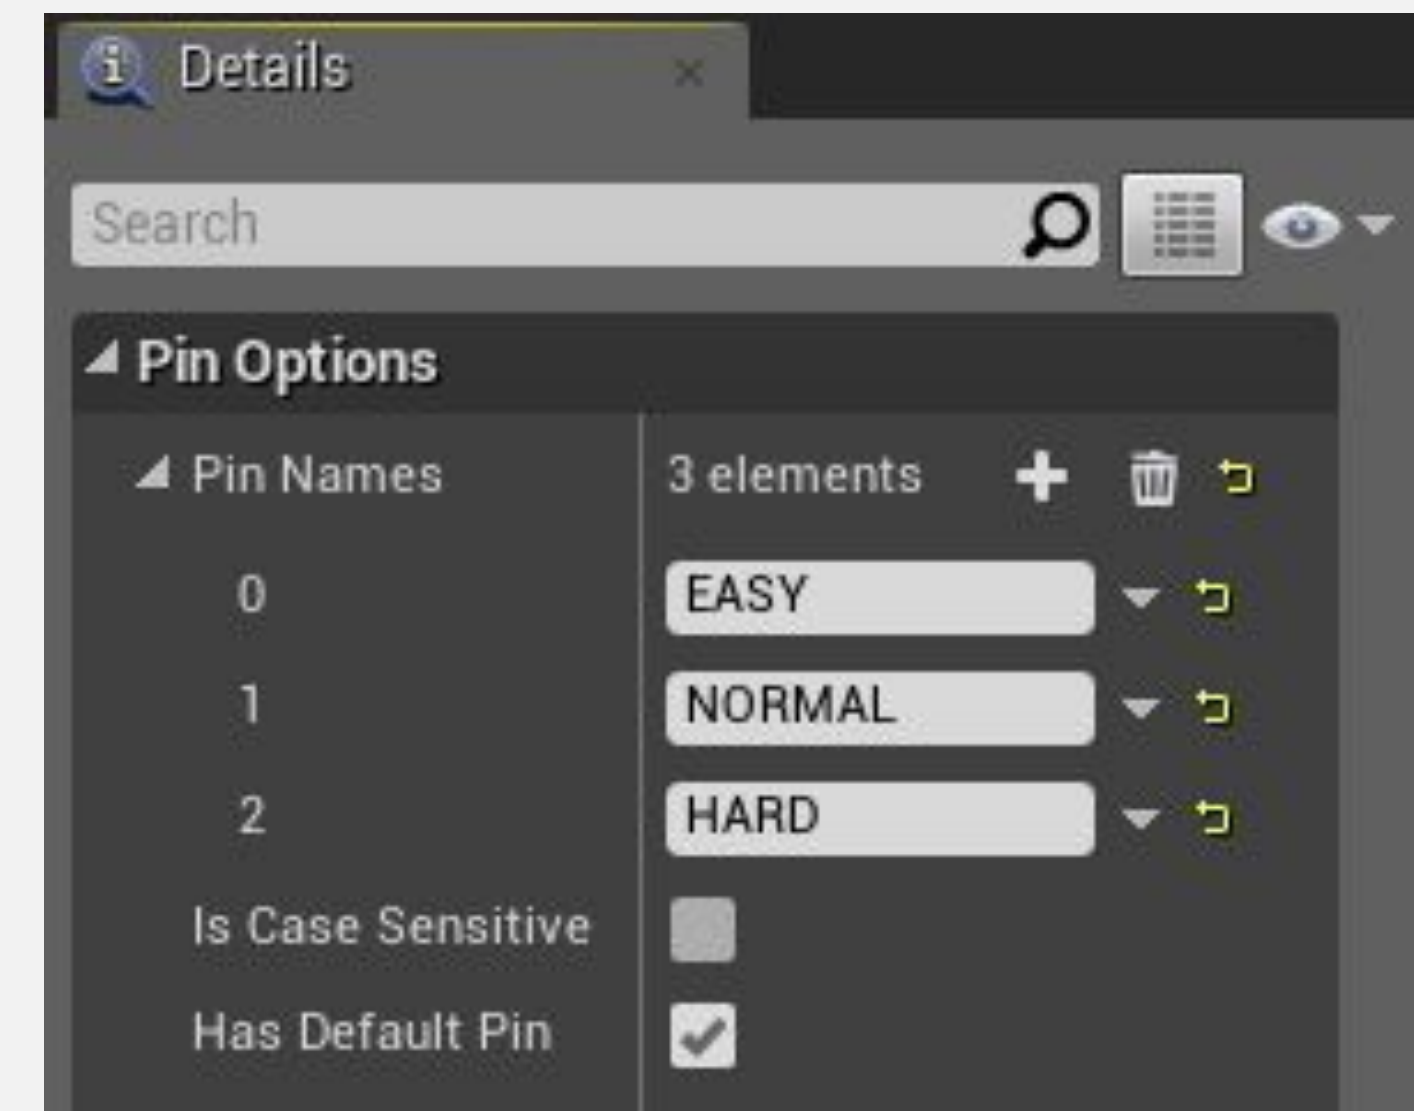 Details
Search
Pin Options
Pin Names 3 elements
0 EASY
1 NORMAL
2 HARD
Is Case Sensitive
Has Default Pin